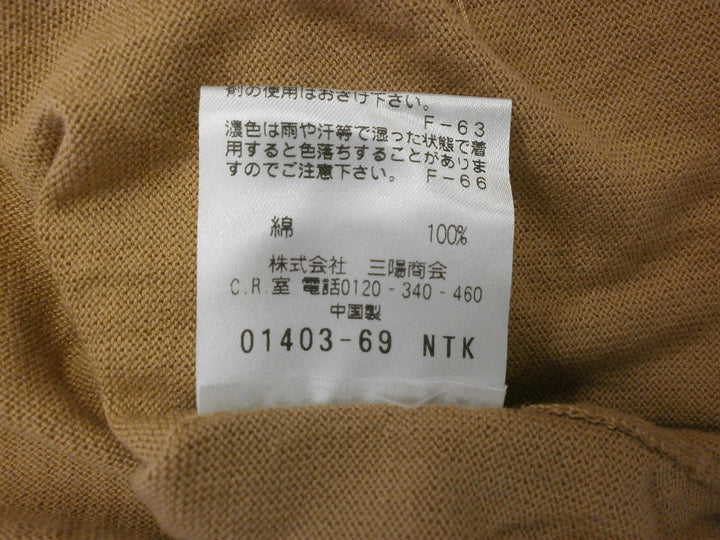 剤の使用はおさけ下さい。
F-63
濃色は雨や汗等で湿った状態で着
用すると色落ちすることがありま
すのでご注意下さい。 F-66
綿 100%
株式会社 三陽商会
C.R.室 電話0120-340-460
中国製
01403-69 NTK